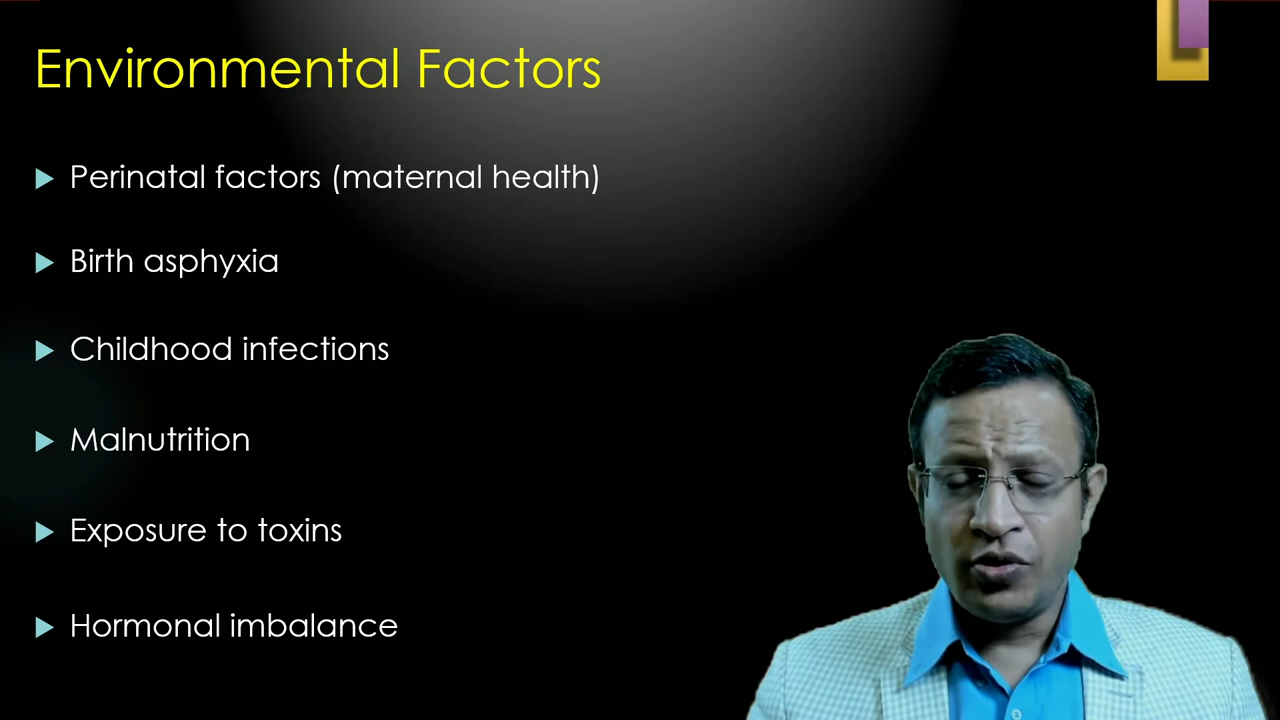 Environmental Factors
Perinatal factors (maternal health)
Birth asphyxia
Childhood infections
Malnutrition
Exposure to toxins
Hormonal imbalance